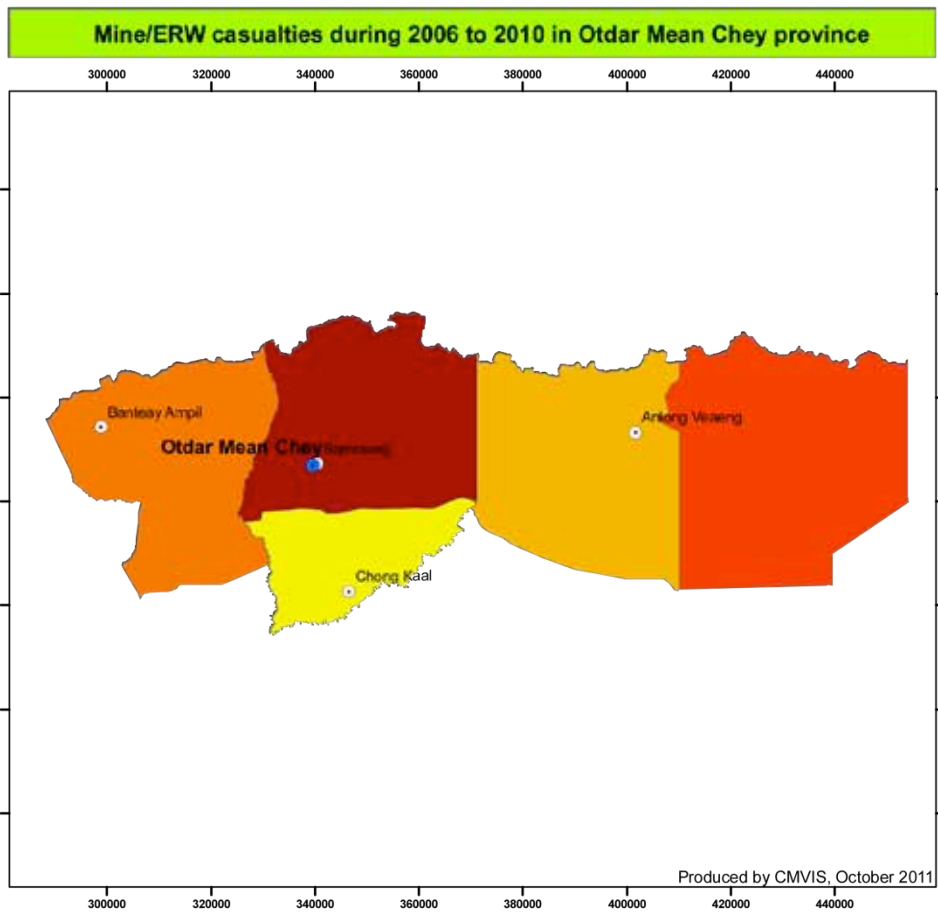 Mine/ERW casualties during 2006 to 2010 in Otdar Mean Chey province
300000 320000 340000 360000 380000 400000 420000 440000
Banteay Ampil
Anlong Veaeng
Otdar Mean Chey
Chong Kaal
Produced by CMVIS, October 2011
300000 320000 340000 360000 380000 400000 420000 440000